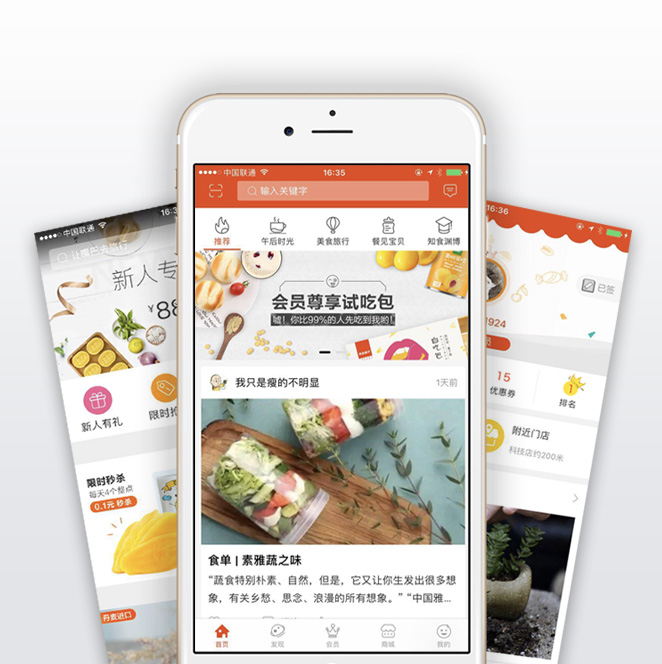 中国联通
16:3
让嘴巴去旅行
新人专
¥88
新人有礼
限时抢
限时秒杀
每天4个整点
0.1元 秒杀
丹麦进口
中国联通
16:35
输入关键字
推荐
午后时光
美食旅行
餐见宝贝
知食渊博
会员尊享试吃包
嘘！你比99%的人先吃到我哟！
我只是瘦的不明显
1天前
食单 | 素雅蔬之味
“蔬食特别朴素、自然，但是，它又让你生发出很多想
象，有关乡愁、思念、浪漫的所有想象。”“中国雅...
首页
发现
会员
商城
我的
16:36
已签
1924
15
优惠券
1
排名
附近门店
科技店约200米